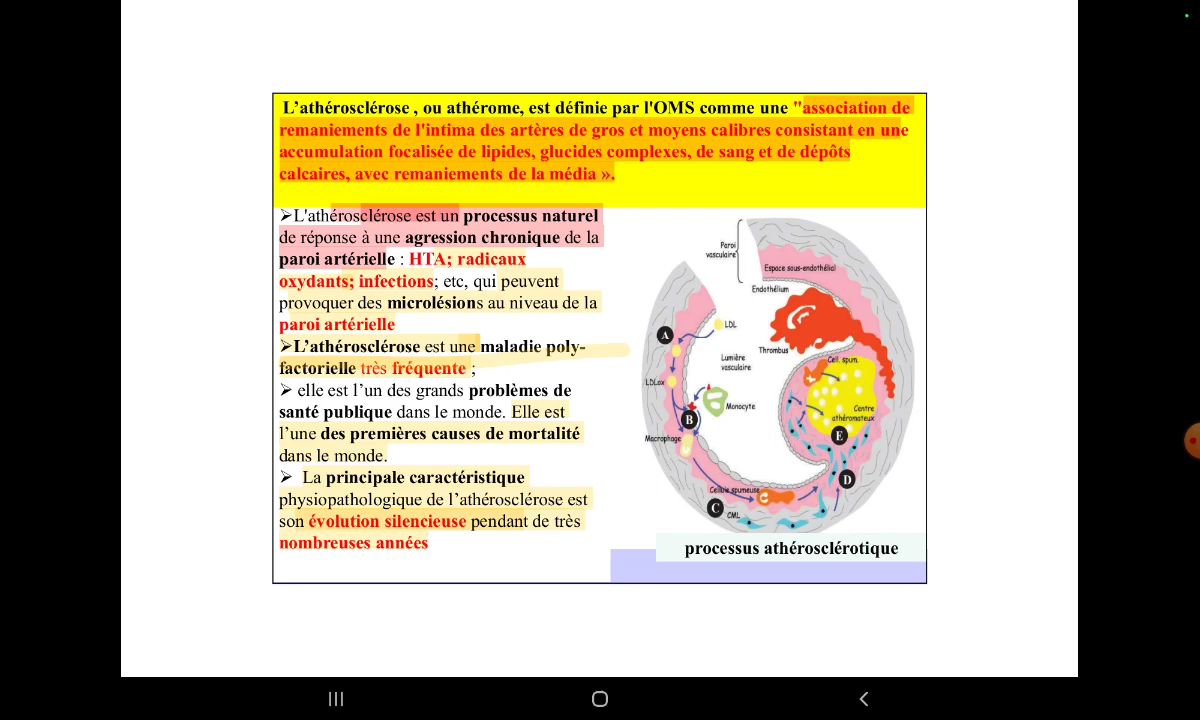 L'athérosclérose , ou athérome, est définie par l'OMS comme une "association de
remaniements de l'intima des artères de gros et moyens calibres consistant en une
accumulation focalisée de lipides, glucides complexes, de sang et de dépôts
calcaires, avec remaniements de la média ».
➢L'athérosclérose est un processus naturel
de réponse à une agression chronique de la
paroi artérielle : HTA; radicaux
oxydants; infections; etc, qui peuvent
provoquer des microlésions au niveau de la
paroi artérielle
➢L'athérosclérose est une maladie poly-
factorielle très fréquente ;
➢ elle est l'un des grands problèmes de
santé publique dans le monde. Elle est
l'une des premières causes de mortalité
dans le monde.
➢ La principale caractéristique
physiopathologique de l'athérosclérose est
son évolution silencieuse pendant de très
nombreuses années
Paroi
vasculaire
Espace sous-endothélial
Endothélium
A
LDL
Thrombus
Lumière
vasculaire
Cell. spum.
LDLox
Monocyte
Centre
athéromateux
B
E
Macrophage
D
Cellule spumeuse
C
CML
processus athérosclérotique